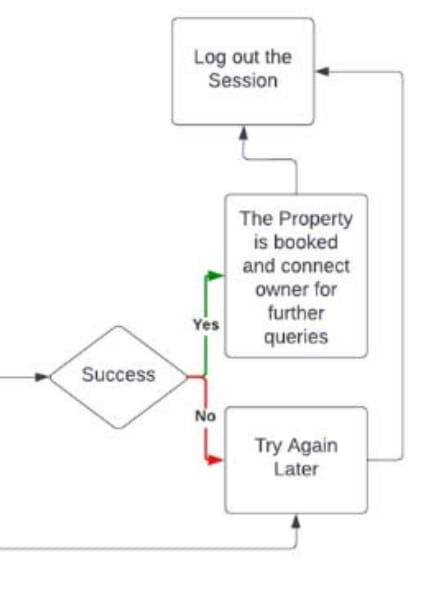 Log out the
Session
The Property
is booked
and connect
owner for
further
queries
Yes
Success
No
Try Again
Later